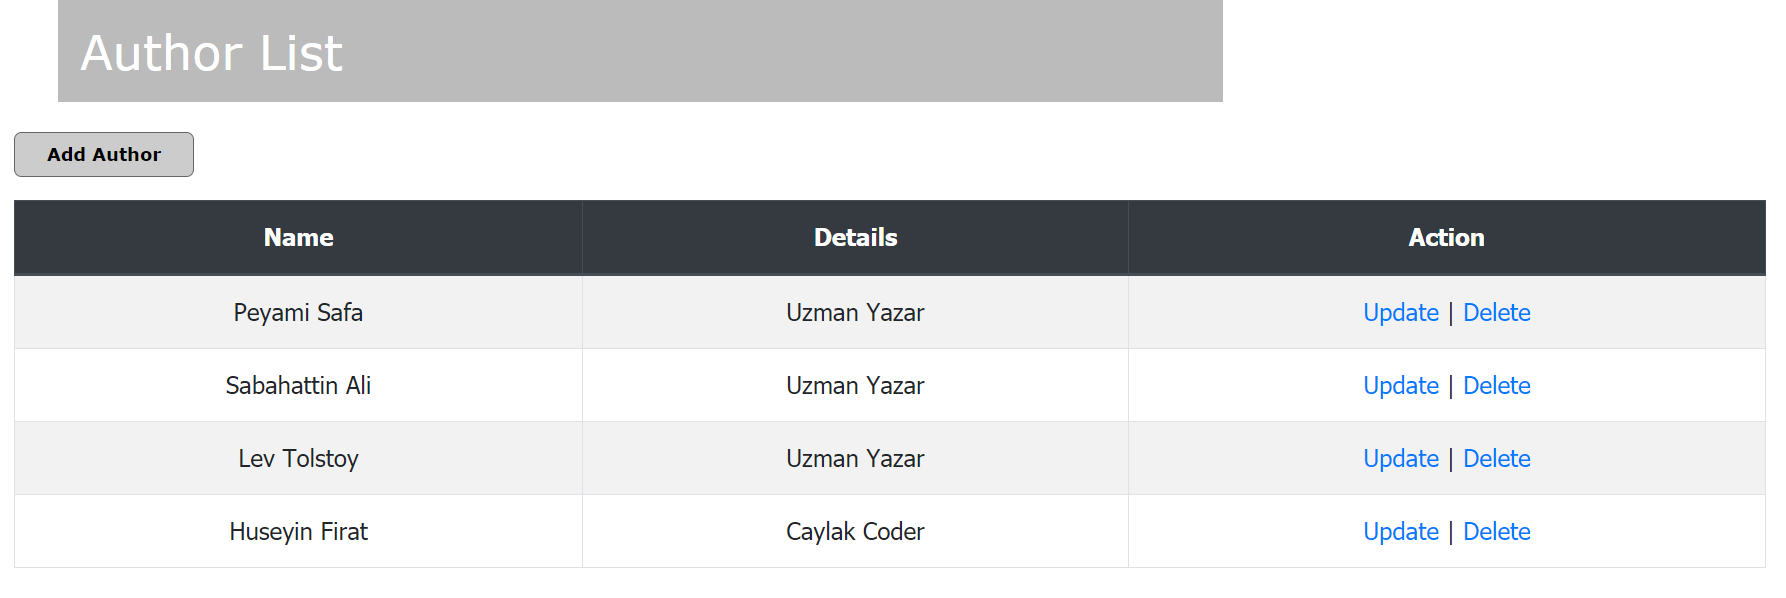 Author List
Add Author
Name Details Action
Peyami Safa Uzman Yazar Update | Delete
Sabahattin Ali Uzman Yazar Update | Delete
Lev Tolstoy Uzman Yazar Update | Delete
Huseyin Firat Caylak Coder Update | Delete